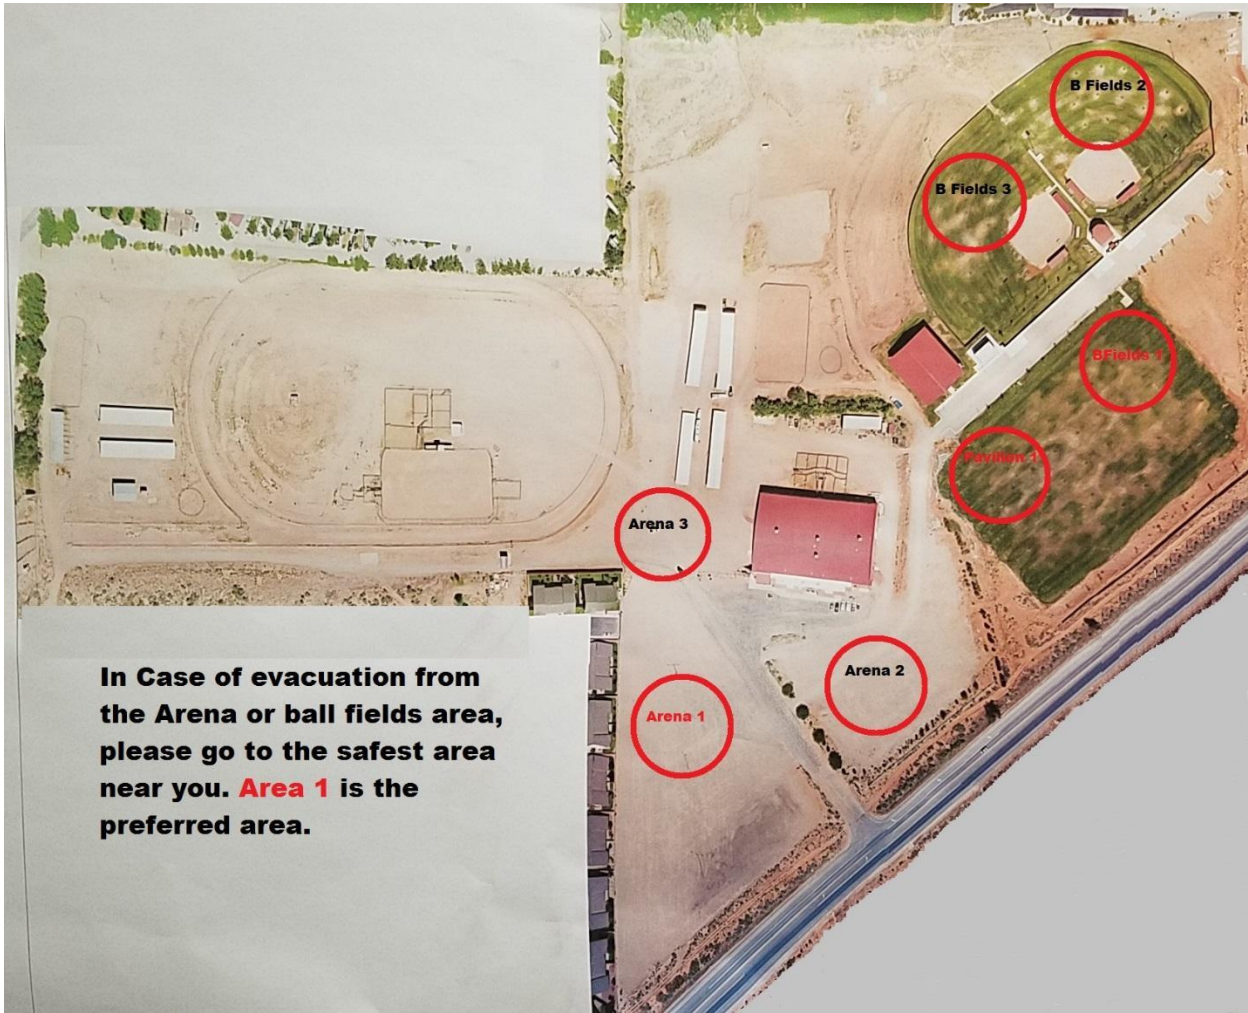 B Fields 2
B Fields 3
BFields 1
Pavilion 1
Arena 3
Arena 2
Arena 1
In Case of evacuation from
the Arena or ball fields area,
please go to the safest area
near you. Area 1 is the
preferred area.